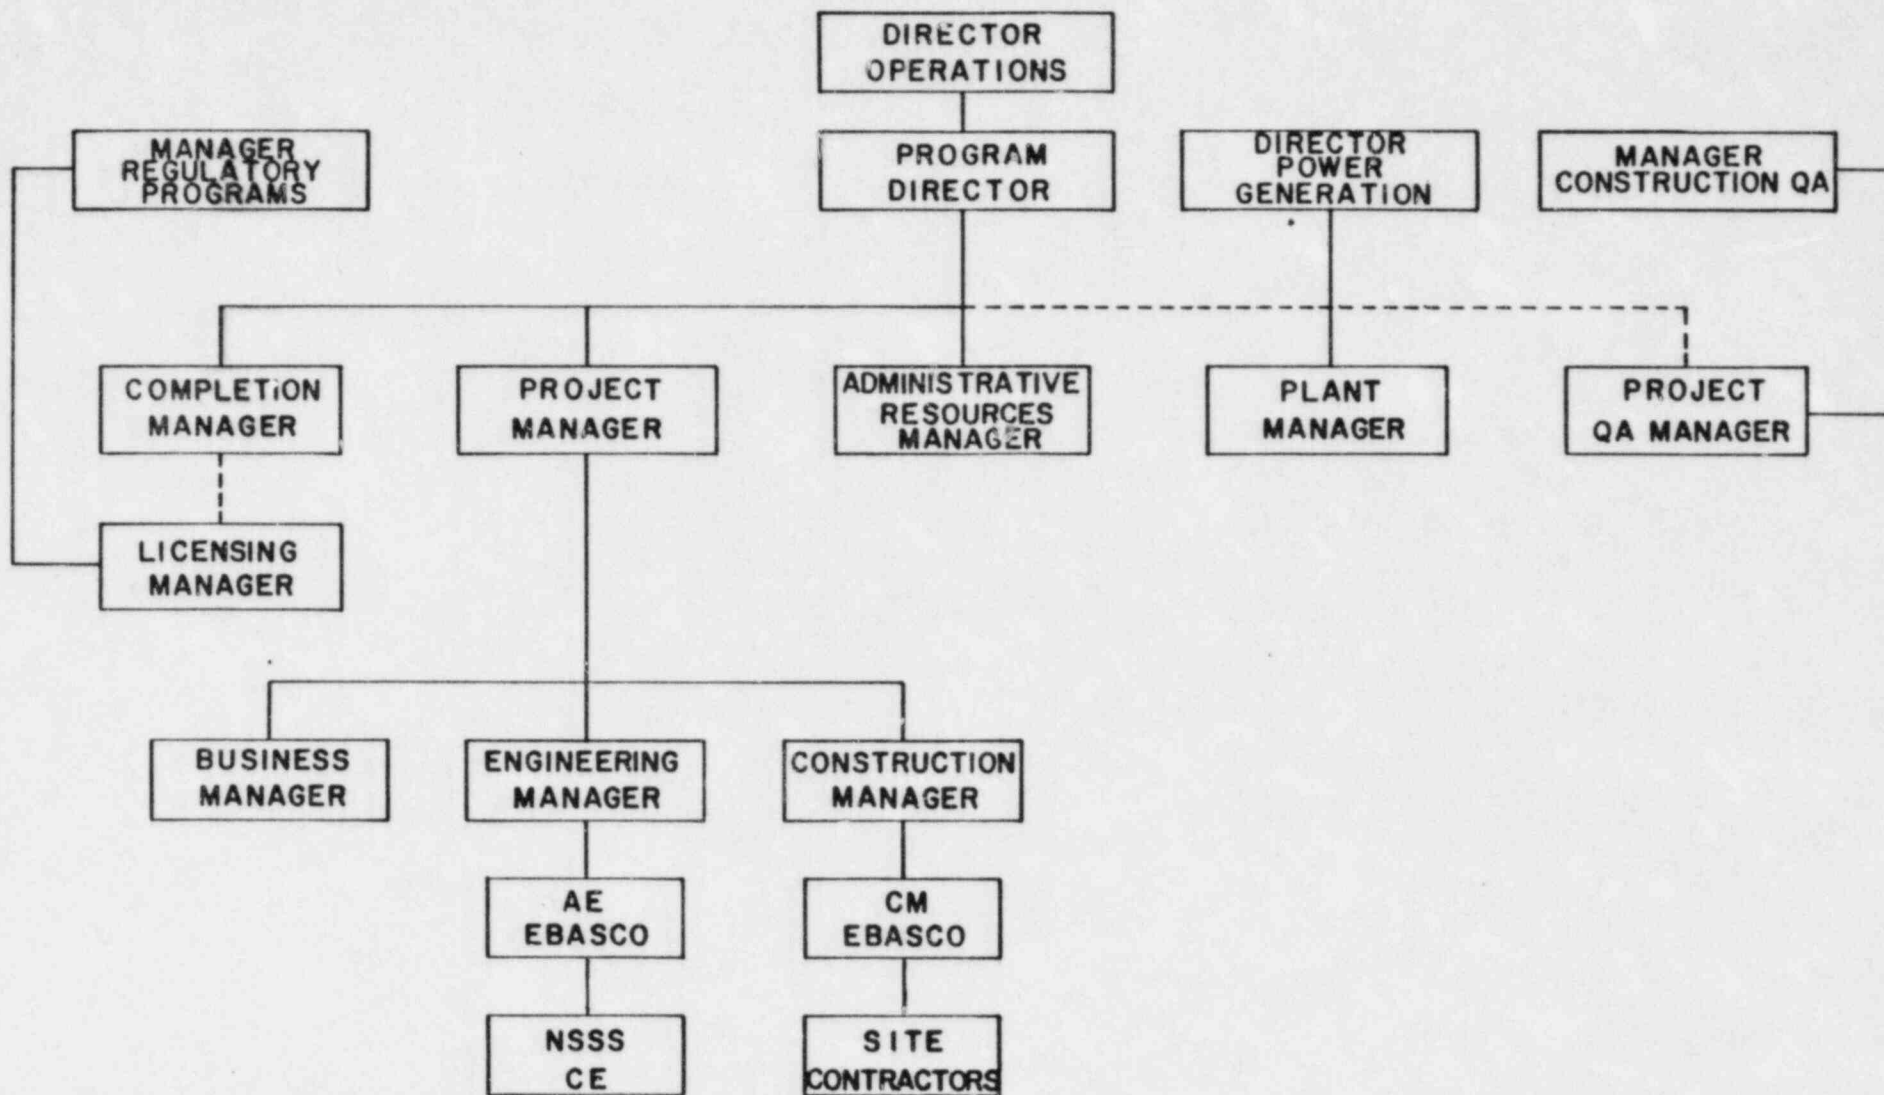 DIRECTOR
OPERATIONS
MANAGER
REGULATORY
PROGRAMS
PROGRAM
DIRECTOR
DIRECTOR
POWER
GENERATION
MANAGER
CONSTRUCTION QA
COMPLETION
MANAGER
PROJECT
MANAGER
ADMINISTRATIVE
RESOURCES
MANAGER
PLANT
MANAGER
PROJECT
QA MANAGER
LICENSING
MANAGER
BUSINESS
MANAGER
ENGINEERING
MANAGER
CONSTRUCTION
MANAGER
AE
EBASCO
CM
EBASCO
NSSS
CE
SITE
CONTRACTORS